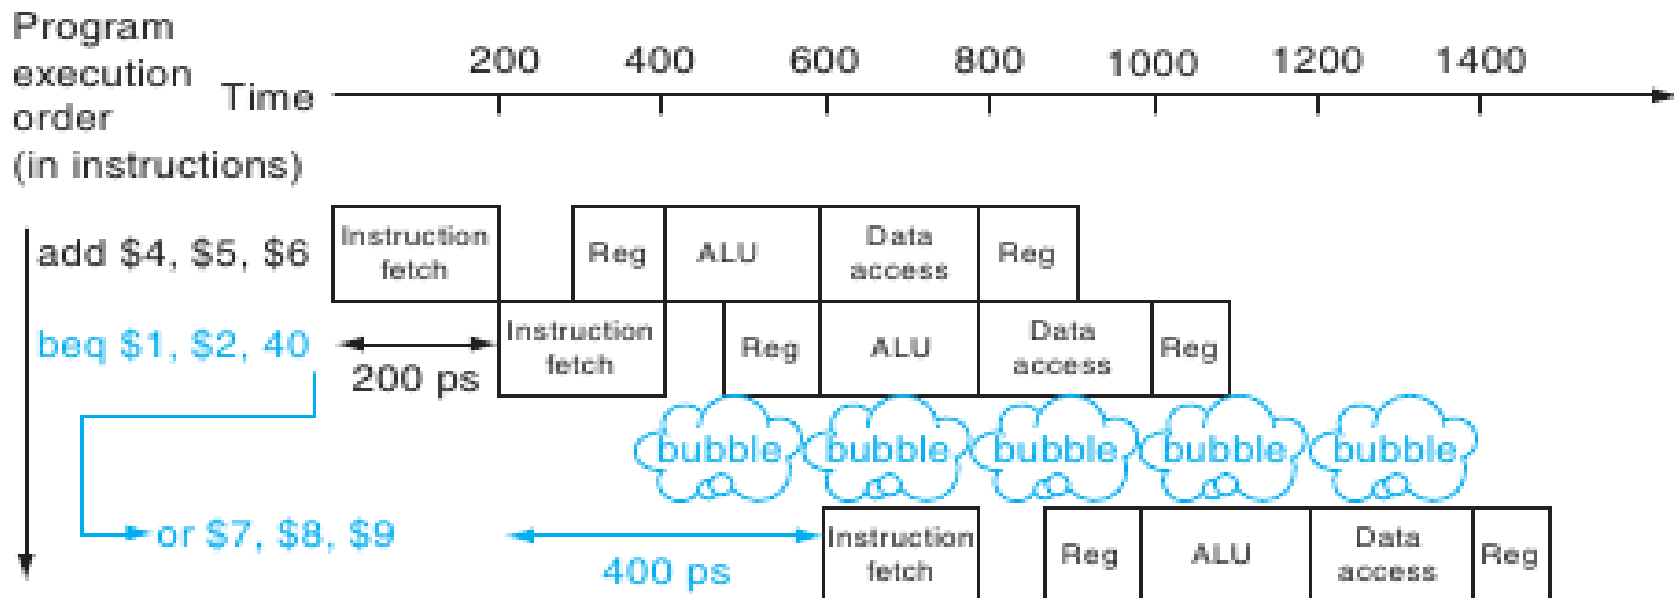 Program
execution
order
(in instructions)
Time
200 400 600 800 1000 1200 1400
add $4, $5, $6
Instruction
fetch
Reg
ALU
Data
access
Reg
beq $1, $2, 40
200 ps
Instruction
fetch
Reg
ALU
Data
access
Reg
bubble bubble bubble bubble bubble
or $7, $8, $9
400 ps
Instruction
fetch
Reg
ALU
Data
access
Reg